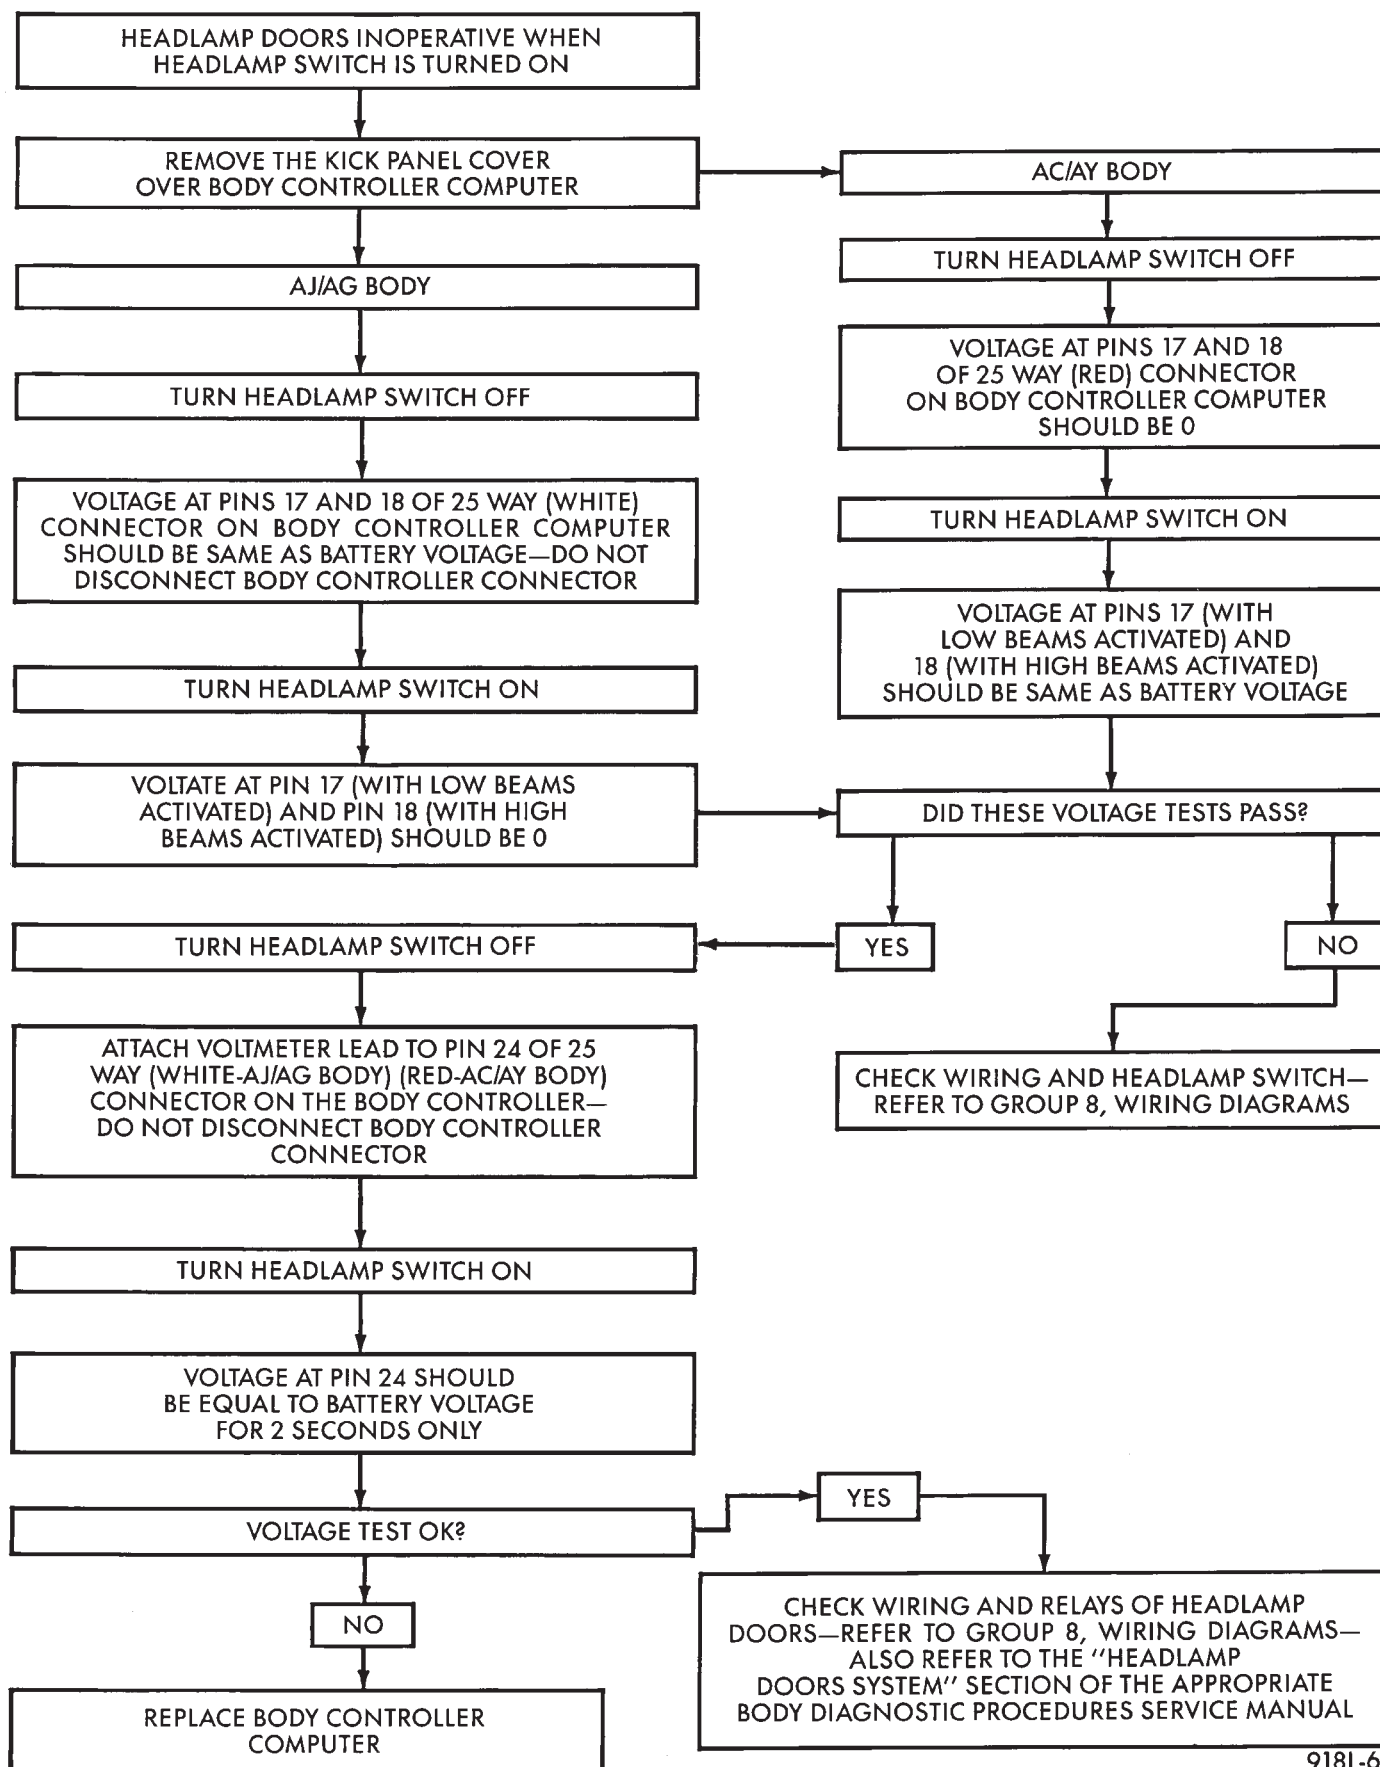 HEADLAMP DOORS INOPERATIVE WHEN
HEADLAMP SWITCH IS TURNED ON
REMOVE THE KICK PANEL COVER
OVER BODY CONTROLLER COMPUTER
AC/AY BODY
TURN HEADLAMP SWITCH OFF
VOLTAGE AT PINS 17 AND 18
OF 25 WAY (RED) CONNECTOR
ON BODY CONTROLLER COMPUTER
SHOULD BE 0
TURN HEADLAMP SWITCH ON
VOLTAGE AT PINS 17 (WITH
LOW BEAMS ACTIVATED) AND
18 (WITH HIGH BEAMS ACTIVATED)
SHOULD BE SAME AS BATTERY VOLTAGE
AJ/AG BODY
TURN HEADLAMP SWITCH OFF
VOLTAGE AT PINS 17 AND 18 OF 25 WAY (WHITE)
CONNECTOR ON BODY CONTROLLER COMPUTER
SHOULD BE SAME AS BATTERY VOLTAGE—DO NOT
DISCONNECT BODY CONTROLLER CONNECTOR
TURN HEADLAMP SWITCH ON
VOLTATE AT PIN 17 (WITH LOW BEAMS
ACTIVATED) AND PIN 18 (WITH HIGH
BEAMS ACTIVATED) SHOULD BE 0
DID THESE VOLTAGE TESTS PASS?
YES
NO
CHECK WIRING AND HEADLAMP SWITCH—
REFER TO GROUP 8, WIRING DIAGRAMS
TURN HEADLAMP SWITCH OFF
ATTACH VOLTMETER LEAD TO PIN 24 OF 25
WAY (WHITE-AJ/AG BODY) (RED-AC/AY BODY)
CONNECTOR ON THE BODY CONTROLLER—
DO NOT DISCONNECT BODY CONTROLLER
CONNECTOR
TURN HEADLAMP SWITCH ON
VOLTAGE AT PIN 24 SHOULD
BE EQUAL TO BATTERY VOLTAGE
FOR 2 SECONDS ONLY
VOLTAGE TEST OK?
YES
CHECK WIRING AND RELAYS OF HEADLAMP
DOORS—REFER TO GROUP 8, WIRING DIAGRAMS—
ALSO REFER TO THE "HEADLAMP
DOORS SYSTEM" SECTION OF THE APPROPRIATE
BODY DIAGNOSTIC PROCEDURES SERVICE MANUAL
NO
REPLACE BODY CONTROLLER
COMPUTER
918L-6